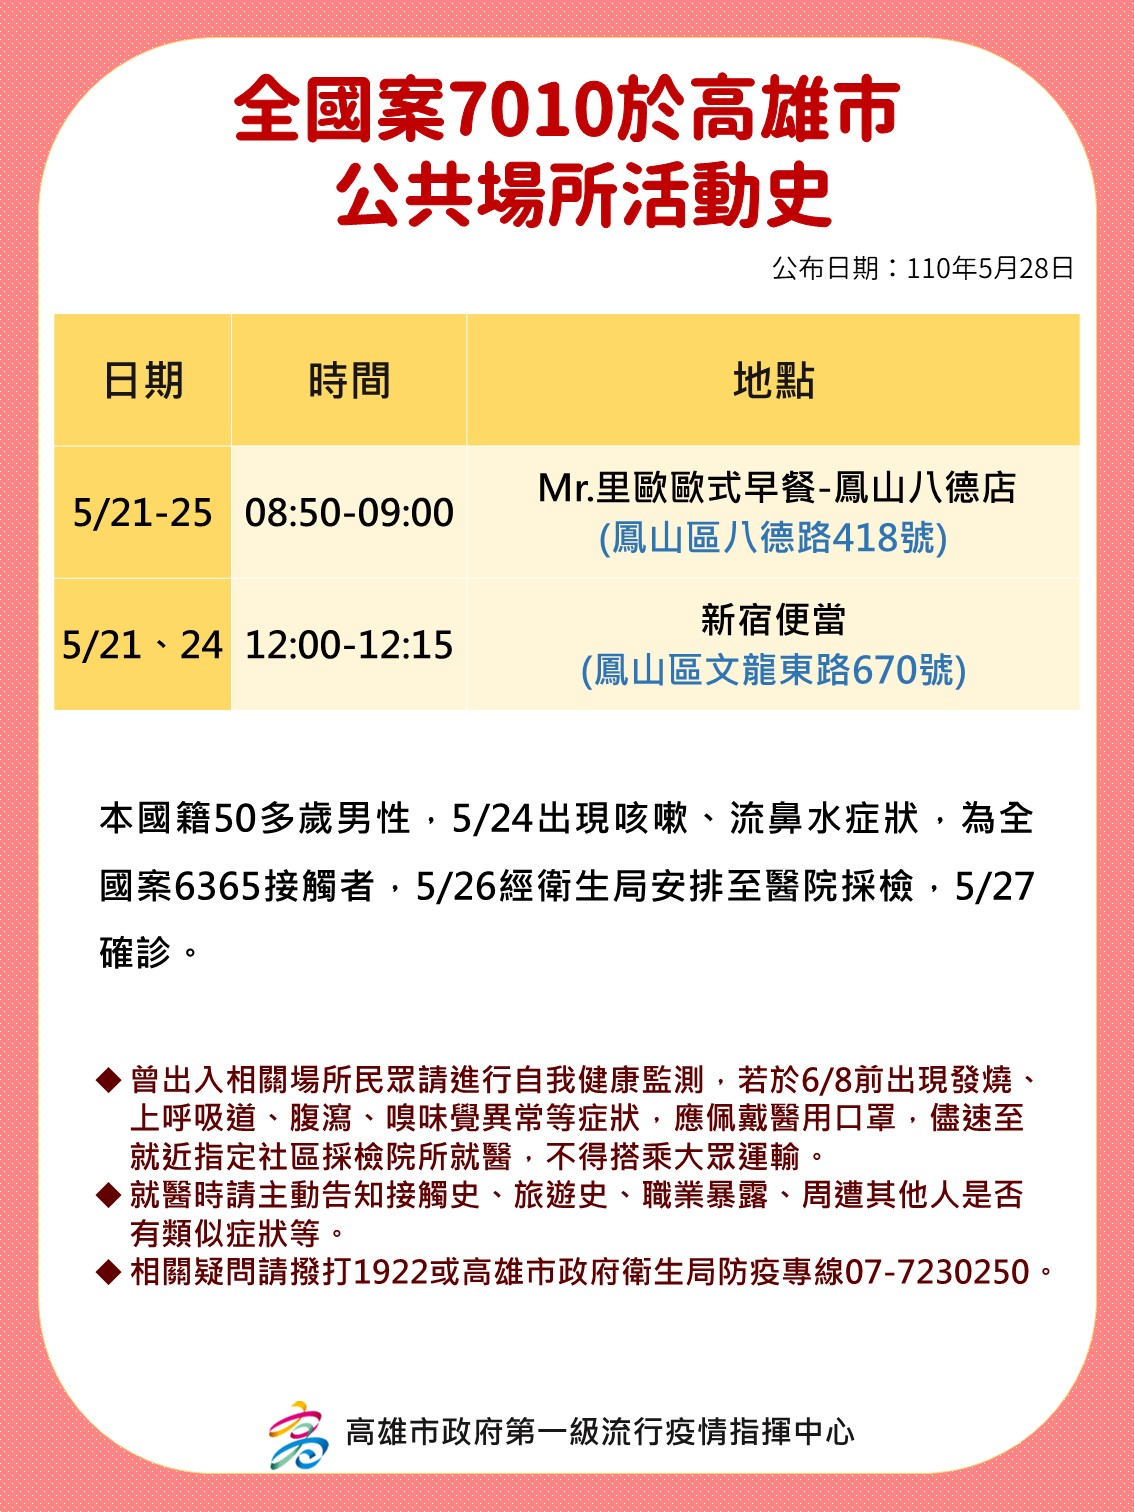 全國案7010於高雄市
公共場所活動史
公布日期：110年5月28日
日期 時間 地點
5/21-25 08:50-09:00 Mr.里歐歐式早餐-鳳山八德店
(鳳山區八德路418號)
5/21、24 12:00-12:15 新宿便當
(鳳山區文龍東路670號)
本國籍50多歲男性，5/24出現咳嗽、流鼻水症狀，為全
國案6365接觸者，5/26經衛生局安排至醫院採檢，5/27
確診。
◆ 曾出入相關場所民眾請進行自我健康監測，若於6/8前出現發燒、
上呼吸道、腹瀉、嗅味覺異常等症狀，應佩戴醫用口罩，儘速至
就近指定社區採檢院所就醫，不得搭乘大眾運輸。
◆ 就醫時請主動告知接觸史、旅遊史、職業暴露、周遭其他人是否
有類似症狀等。
◆ 相關疑問請撥打1922或高雄市政府衛生局防疫專線07-7230250。
高雄市政府第一級流行疫情指揮中心